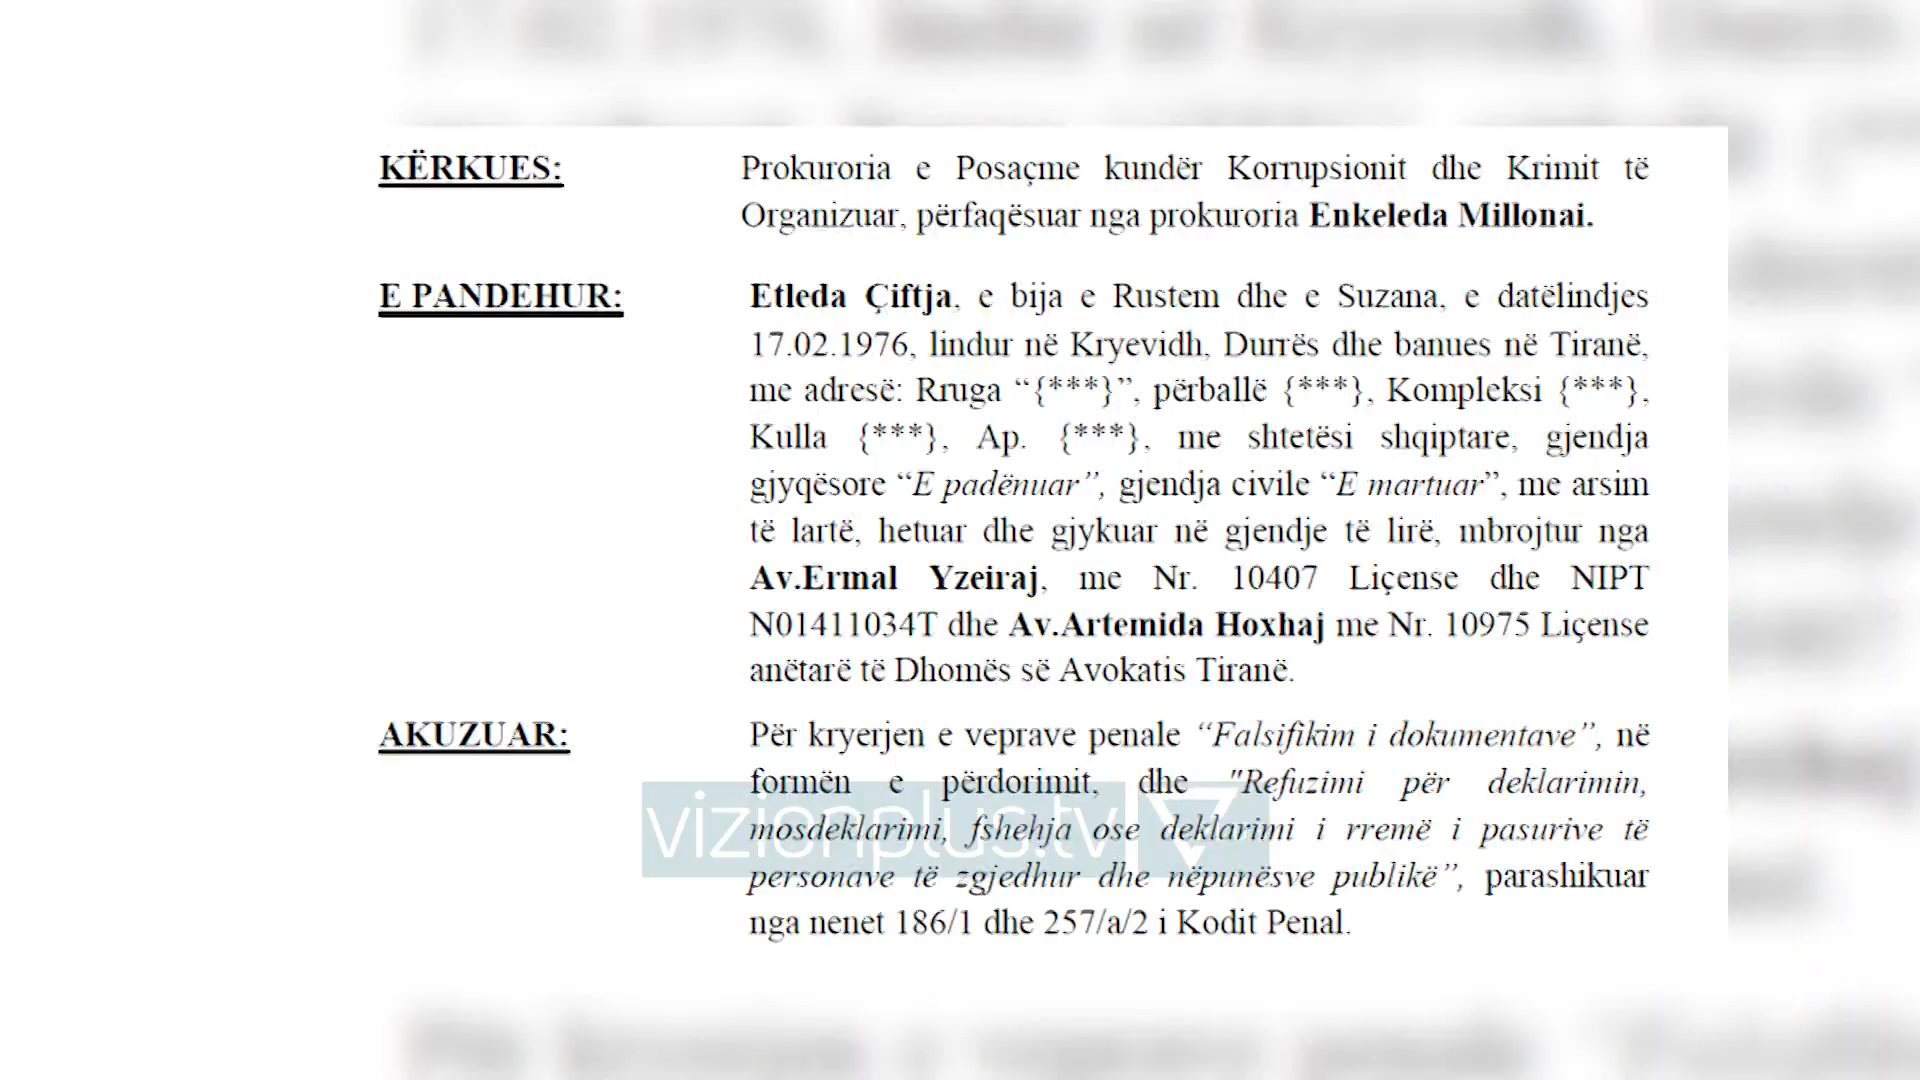 KËRKUES:
Prokuroria e Posaçme kundër Korrupsionit dhe Krimit të
Organizuar, përfaqësuar nga prokuroria Enkeleda Millonai.
E PANDEHUR:
Etleda Çiftja, e bija e Rustem dhe e Suzana, e datëlindjes
17.02.1976, lindur në Kryevidh, Durrës dhe banues në Tiranë,
me adresë: Rruga “{***}”, përballë {***}, Kompleksi {***},
Kulla {***}, Ap. {***}, me shtetësi shqiptare, gjendja
gjyqësore “E padënuar”, gjendja civile “E martuar”, me arsim
të lartë, hetuar dhe gjykuar në gjendje të lirë, mbrojtur nga
Av.Ermal Yzeiraj, me Nr. 10407 Liçense dhe NIPT
N01411034T dhe Av.Artemida Hoxhaj me Nr. 10975 Liçense
anëtarë të Dhomës së Avokatis Tiranë.
AKUZUAR:
Për kryerjen e veprave penale “Falsifikim i dokumentave”, në
formën e përdorimit, dhe "Refuzimi për deklarimin,
mosdeklarimi, fshehja ose deklarimi i rremë i pasurive të
personave të zgjedhur dhe nëpunësve publikë”, parashikuar
nga nenet 186/1 dhe 257/a/2 i Kodit Penal.
vizionplus.tv